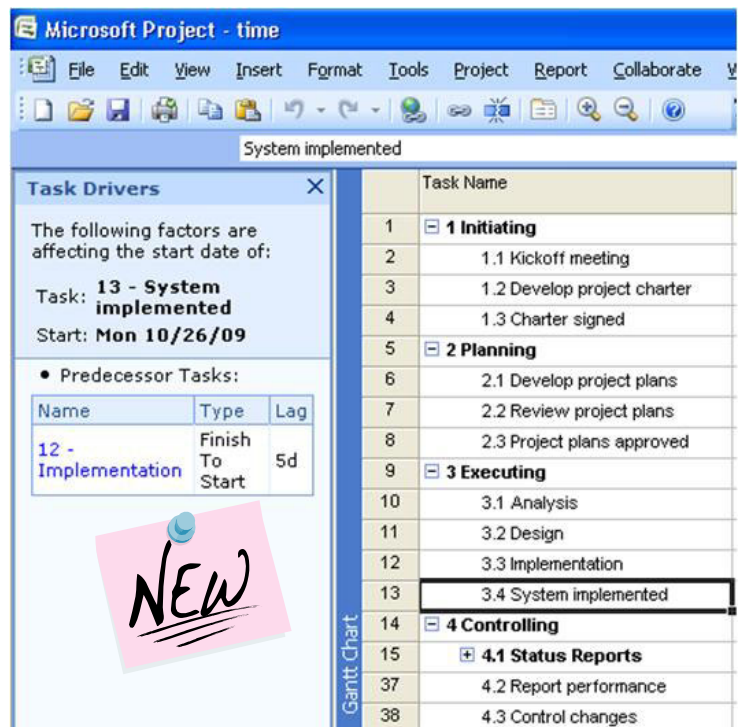 Microsoft Project - time
File Edit View Insert Format Tools Project Report Collaborate
System implemented
Task Drivers
The following factors are
affecting the start date of:
Task: 13 - System
implemented
Start: Mon 10/26/09
• Predecessor Tasks:
Name Type Lag
12 -
Implementation
Finish
To
Start
5d
NEW
Gantt Chart
Task Name
1 1 Initiating
2 1.1 Kickoff meeting
3 1.2 Develop project charter
4 1.3 Charter signed
5 2 Planning
6 2.1 Develop project plans
7 2.2 Review project plans
8 2.3 Project plans approved
9 3 Executing
10 3.1 Analysis
11 3.2 Design
12 3.3 Implementation
13 3.4 System implemented
14 4 Controlling
15 4.1 Status Reports
37 4.2 Report performance
38 4.3 Control changes